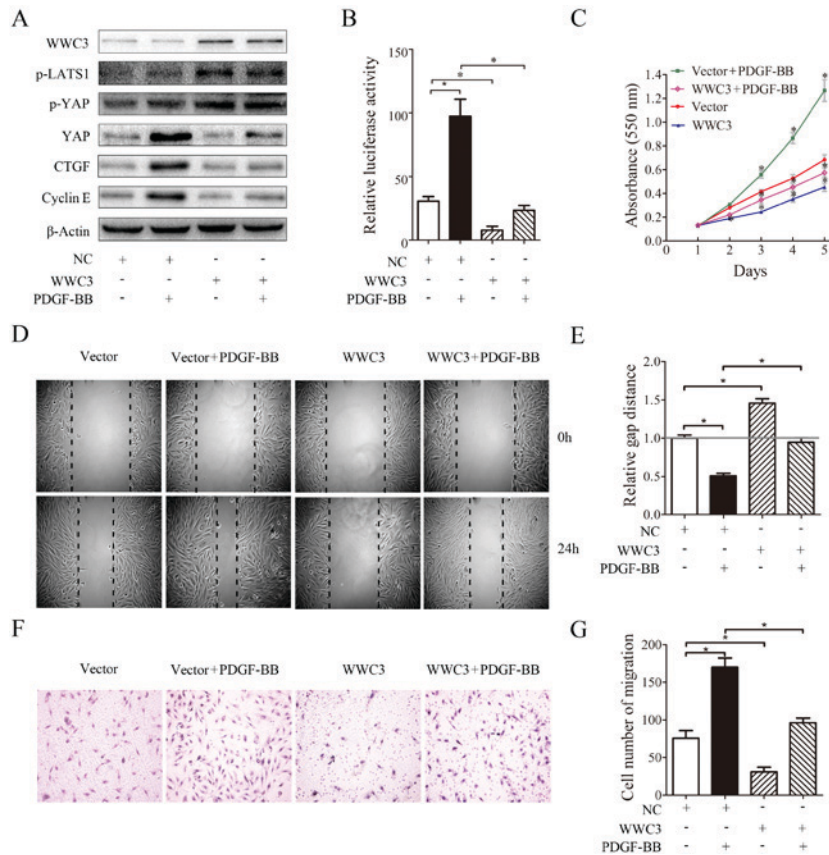 A
WWC3
p-LATS1
p-YAP
YAP
CTGF
Cyclin E
β-Actin
NC + + - -
WWC3 - - + +
PDGF-BB - + - +
B
Relative luciferase activity
150
100
50
0
* * *
NC + + - -
WWC3 - - + +
PDGF-BB - + - +
C
Absorbance (550 nm)
1.4
1.2
1.0
0.8
0.6
0.4
0.2
0
Vector+PDGF-BB
WWC3+PDGF-BB
Vector
WWC3
0 1 2 3 4 5
Days
D
Vector Vector+PDGF-BB WWC3 WWC3+PDGF-BB
0h
24h
E
Relative gap distance
2.0
1.5
1.0
0.5
0.0
* * *
NC + + - -
WWC3 - - + +
PDGF-BB - + - +
F
Vector Vector+PDGF-BB WWC3 WWC3+PDGF-BB
G
Cell number of migration
200
150
100
50
0
* * *
NC + + - -
WWC3 - - + +
PDGF-BB - + - +